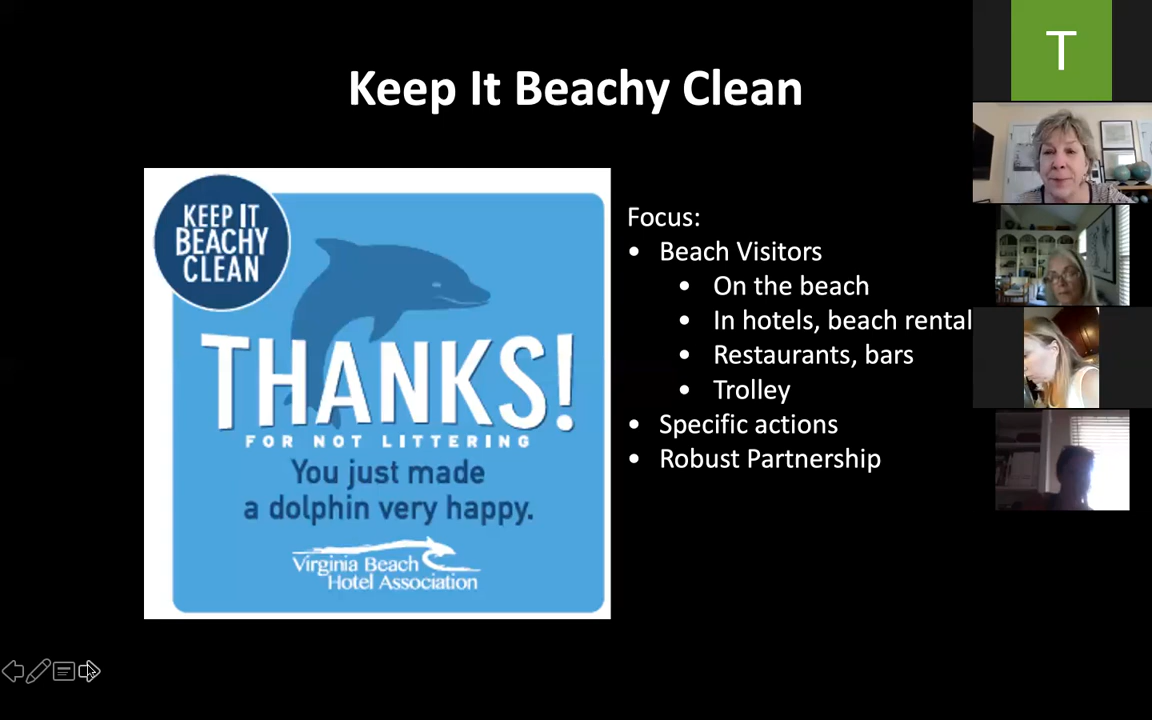 Keep It Beachy Clean
KEEP IT
BEACHY
CLEAN
THANKS!
FOR NOT LITTERING
You just made
a dolphin very happy.
Virginia Beach
Hotel Association
Focus:
• Beach Visitors
• On the beach
• In hotels, beach rental
• Restaurants, bars
• Trolley
• Specific actions
• Robust Partnership
T